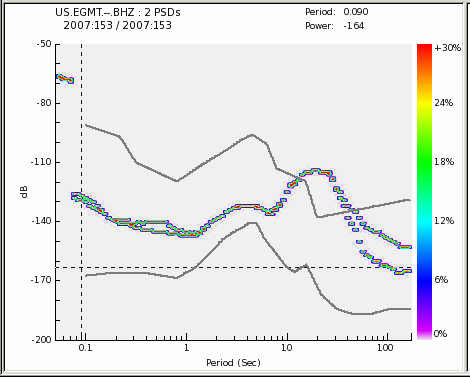 US.EGMT.--.BHZ : 2 PSDs
2007:153 / 2007:153
Period: 0.090
Power: -164
-50
-80
-110
-140
-170
-200
dB
0.1
1
10
100
Period (Sec)
+30%
24%
18%
12%
6%
0%